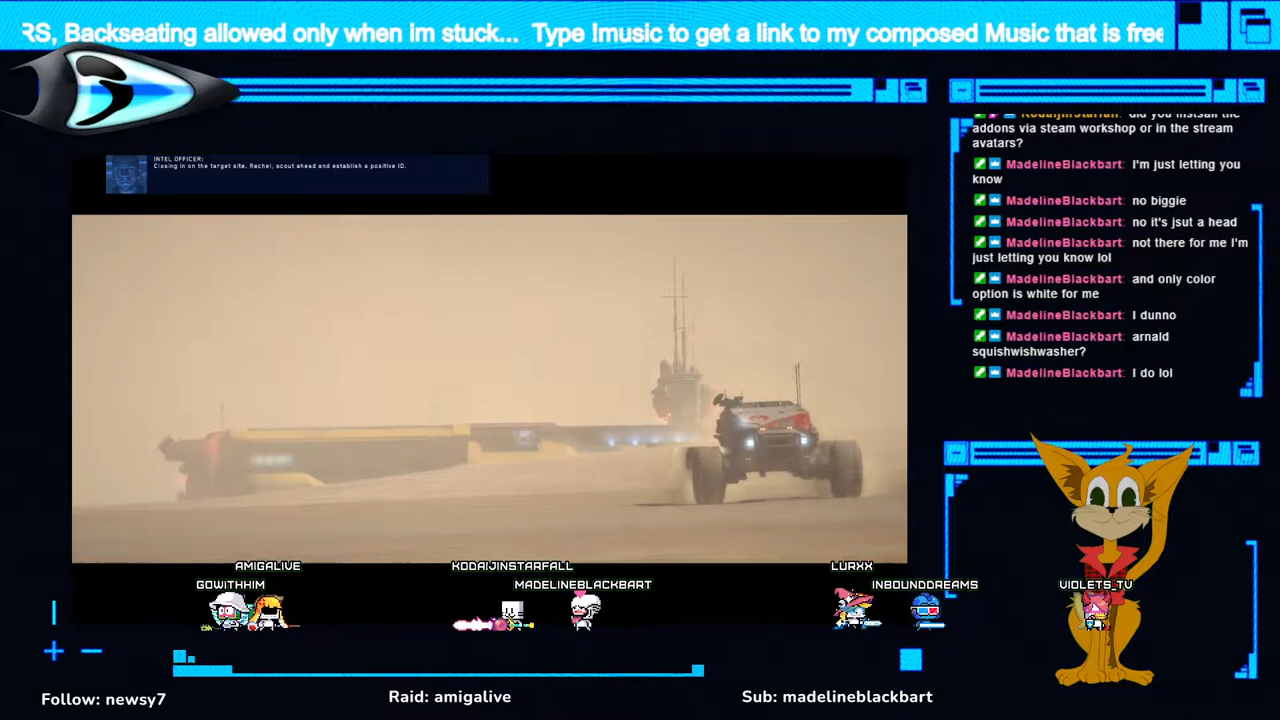 RS, Backseating allowed only when im stuck... Type !music to get a link to my composed Music that is free
INTEL OFFICER:
Closing in on the target site. Rachel, scout ahead and establish a positive ID.
KodaijinStarfall: did you instsall the
addons via steam workshop or in the stream
avatars?
MadelineBlackbart: I'm just letting you
know
MadelineBlackbart: no biggie
MadelineBlackbart: no it's jsut a head
MadelineBlackbart: not there for me I'm
just letting you know lol
MadelineBlackbart: and only color
option is white for me
MadelineBlackbart: I dunno
MadelineBlackbart: arnald
squishwishwasher?
MadelineBlackbart: I do lol
AMIGALIVE
KODAIJINSTARFALL
LURXX
GOWITHHIM
MADELINEBLACKBART
INBOUNDDREAMS
VIOLETS_TV
Follow: newsy7
Raid: amigalive
Sub: madelineblackbart